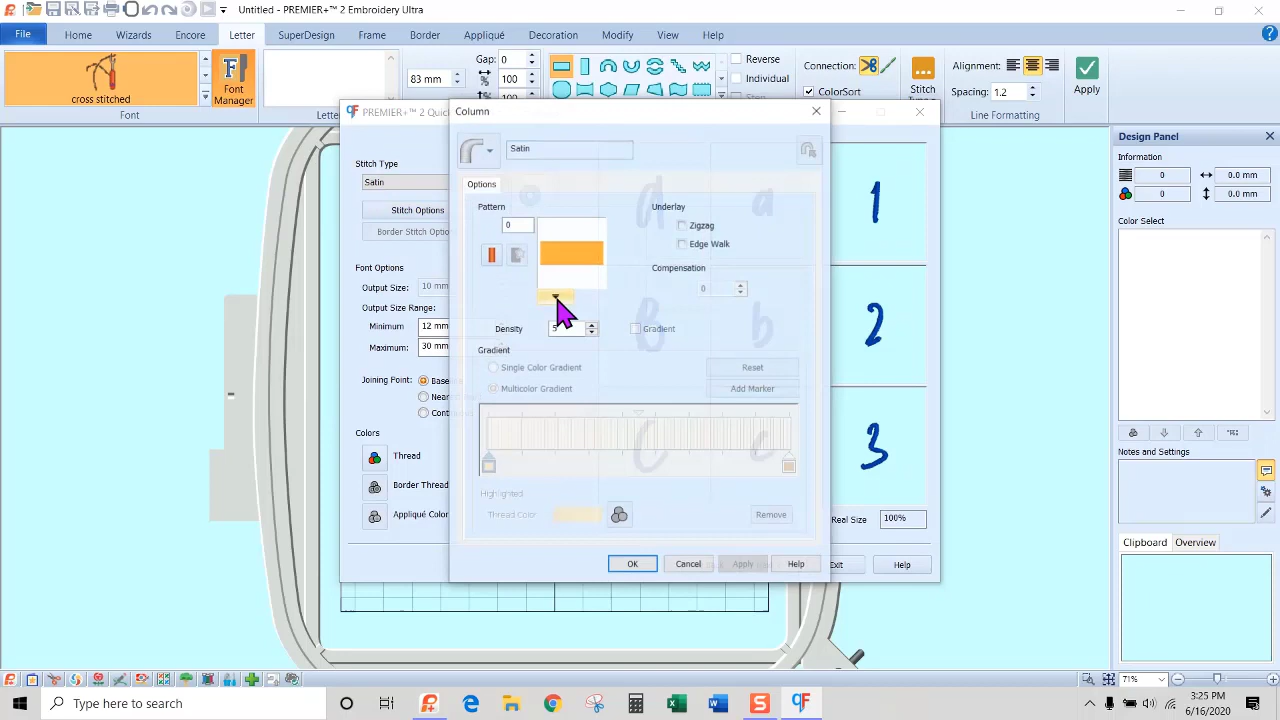 Untitled - PREMIER+™ 2 Embroidery Ultra
File Home Wizards Encore Letter SuperDesign Frame Border Appliqué Decoration Modify View Help
cross stitched
Font Manager
Font
83 mm
Gap: 0
100
100
Reverse
Individual
Connection:
ColorSort
Stitch
Alignment:
Spacing: 1.2
Line Formatting
Apply
PREMIER+™ 2
Stitch Type
Satin
Stitch Options
Border Stitch
Font Options
Output Size: 10 mm
Output Size Range:
Minimum 12 mm
Maximum: 30 mm
Joining Point:
Colors
Thread
Border Thread
Appliqué Color
Column
Satin
Options
Pattern
0
Density
Gradient
Underlay
Zigzag
Edge Walk
Compensation
0
Gradient
Single Color Gradient
Multicolor Gradient
Reset
Add Marker
Highlighted
Thread Color
Remove
OK Cancel Apply Help
d a 1
B b 2
C c 3
Real Size 100%
Exit Help
Design Panel
Information
0 0.0 mm
0 0.0 mm
Color Select
Notes and Settings
Clipboard Overview
71%
Type here to search
3:25 PM
6/16/2020